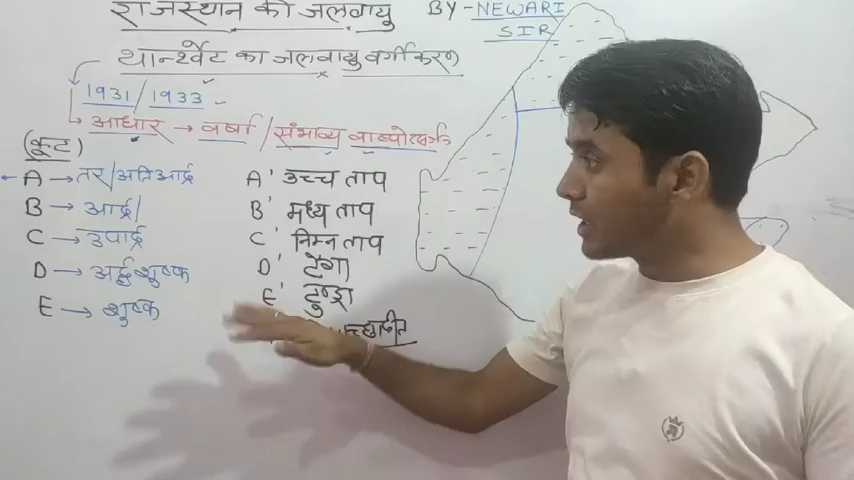 राजस्थान की जलवायु BY-NEWARI SIR
थार्न्थ्वेट का जलवायु वर्गीकरण
1931/1933
आधार → वर्षा / संभाव्य वाष्पोत्सर्जन
(कूट)
A → तर/अतिआर्द्र A' उच्च ताप
B → आर्द्र/ B' मध्य ताप
C → उपार्द्र C' निम्न ताप
D → अर्द्धशुष्क D' टैगा
E → शुष्क E' टुण्ड्रा